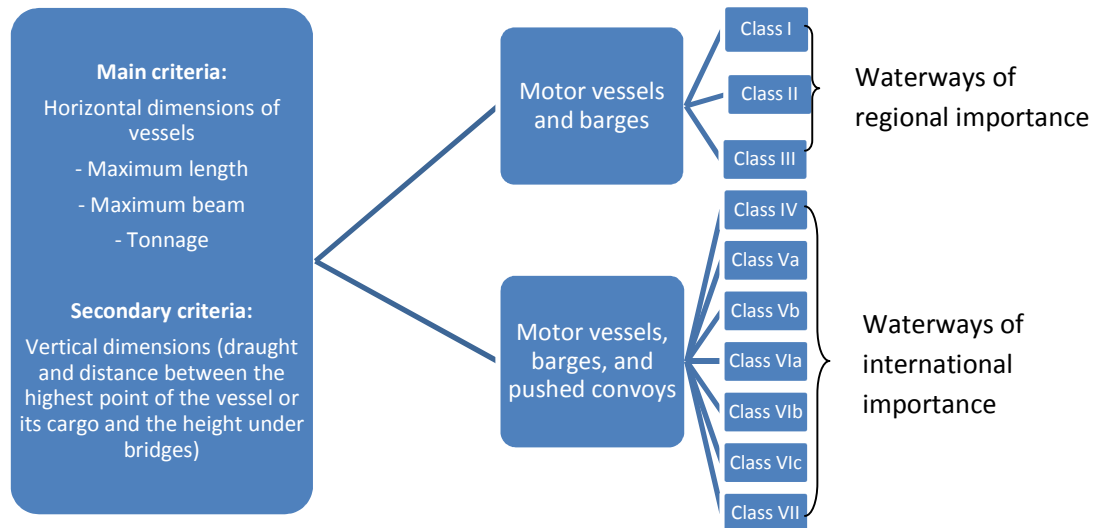 Main criteria:
Horizontal dimensions of
vessels
- Maximum length
- Maximum beam
- Tonnage
Secondary criteria:
Vertical dimensions (draught
and distance between the
highest point of the vessel or
its cargo and the height under
bridges)
Motor vessels
and barges
Class I
Class II
Class III
Waterways of
regional importance
Motor vessels,
barges, and
pushed convoys
Class IV
Class Va
Class Vb
Class VIa
Class VIb
Class VIc
Class VII
Waterways of
international
importance